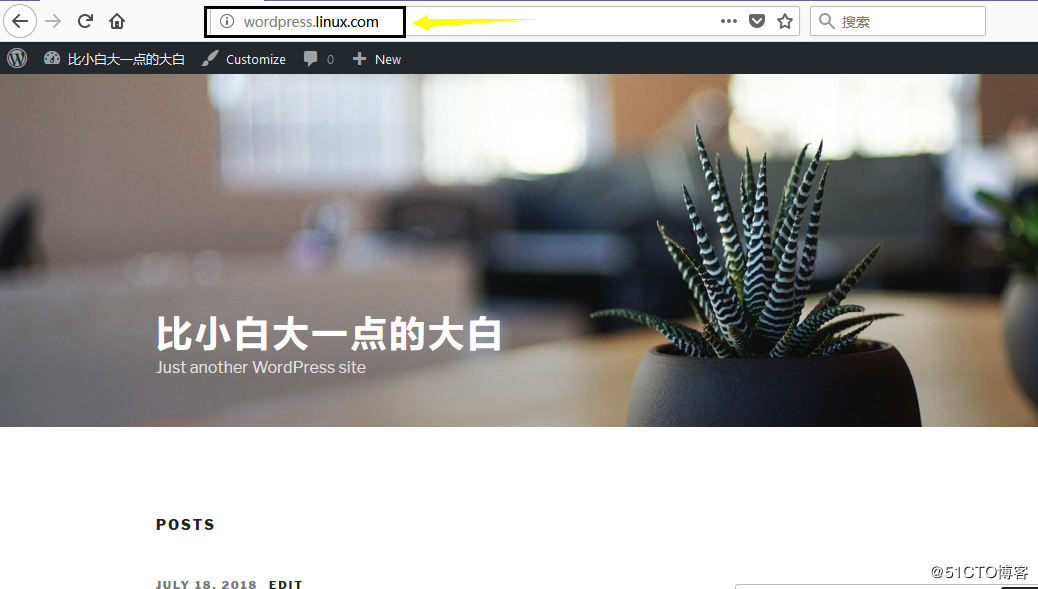 wordpress.linux.com
搜索
比小白大一点的大白 Customize 0 New
比小白大一点的大白
Just another WordPress site
POSTS
JULY 18, 2018 EDIT
@51CTO博客